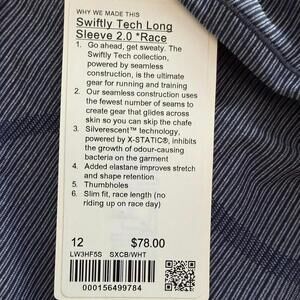 WHY WE MADE THIS
Swiftly Tech Long
Sleeve 2.0 *Race
1. Go ahead, get sweaty. The
Swiftly Tech collection,
powered by seamless
construction, is the ultimate
gear for running and training
2. Our seamless construction uses
the fewest number of seams to
create gear that glides across
skin so you can skip the chafe
3. Silverescent™ technology,
powered by X-STATIC®, inhibits
the growth of odour-causing
bacteria on the garment
4. Added elastane improves stretch
and shape retention
5. Thumbholes
6. Slim fit, race length (no
riding up on race day)
12 $78.00
LW3HF5S SXCB/WHT
000156499784